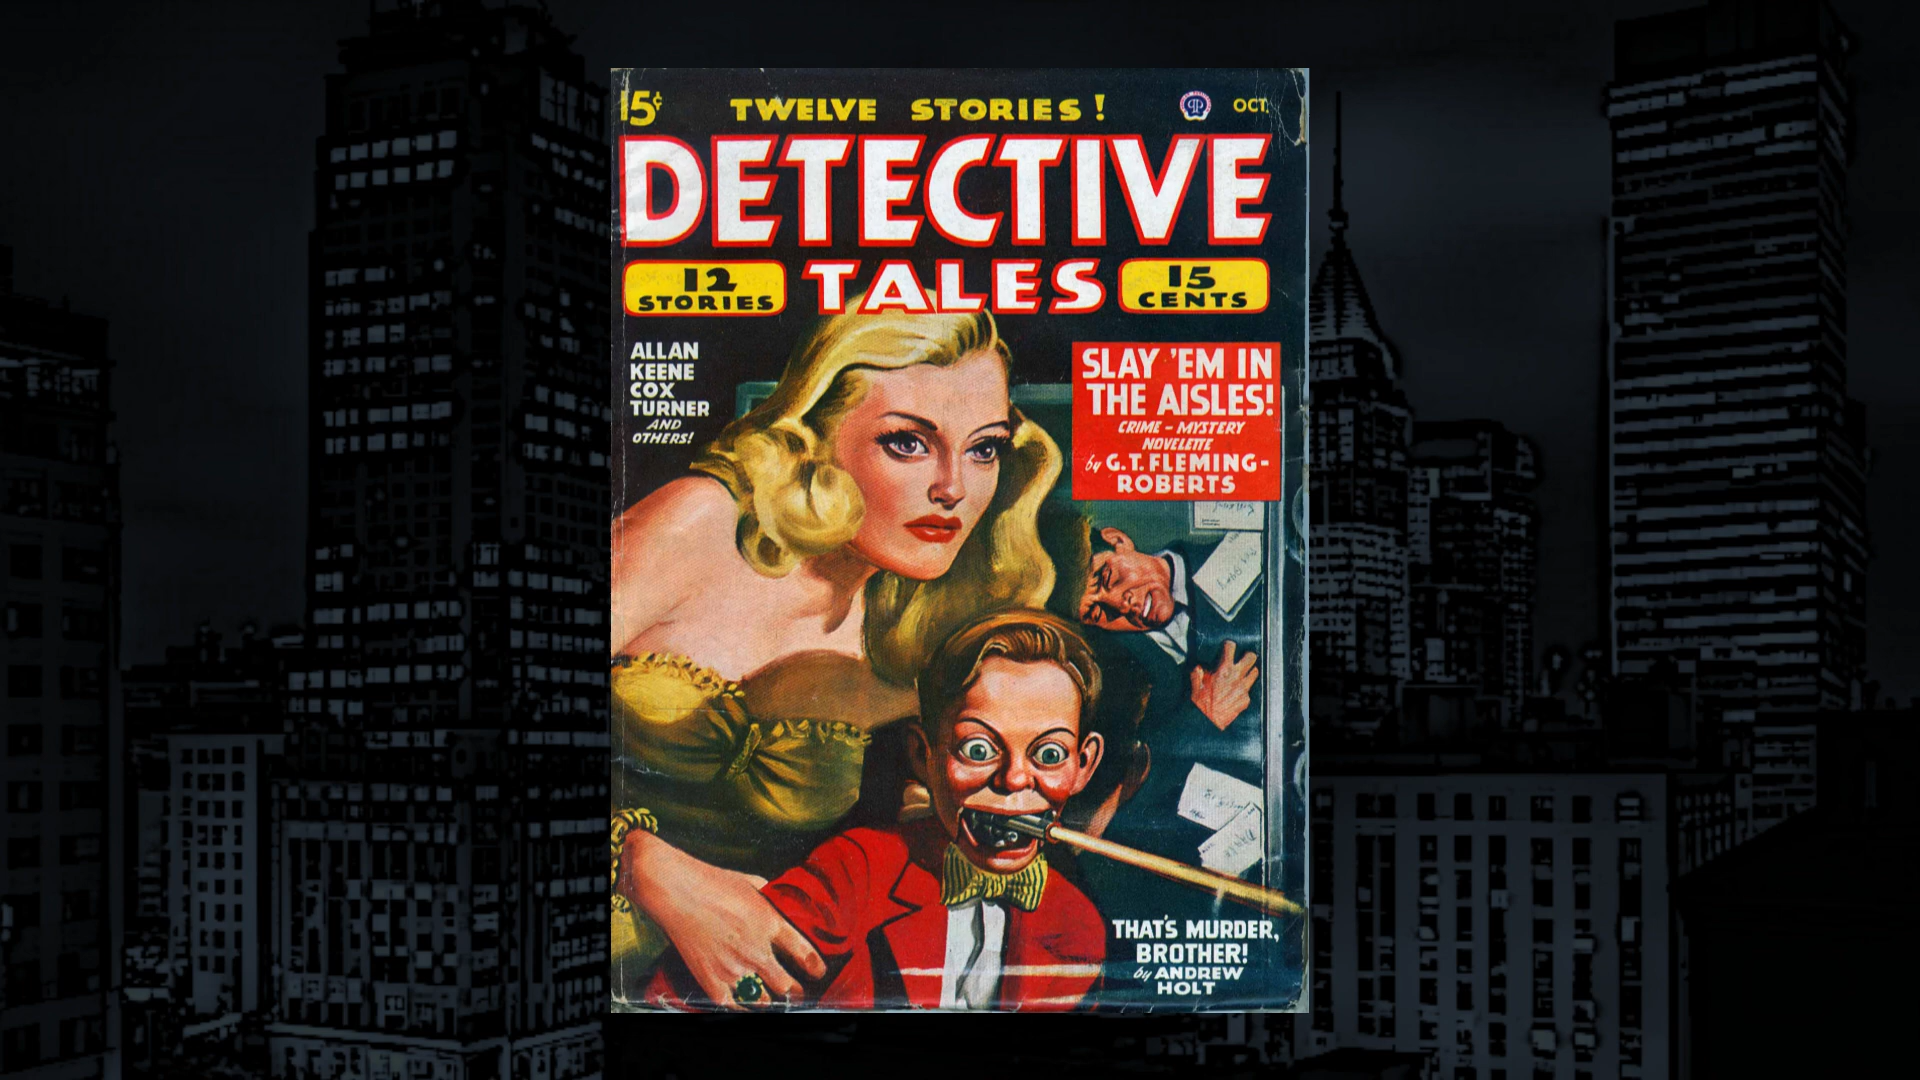 15¢ TWELVE STORIES! OCT.
DETECTIVE
TALES
12
STORIES
15
CENTS
ALLAN
KEENE
COX
TURNER
AND
OTHERS!
SLAY 'EM IN
THE AISLES!
CRIME - MYSTERY
NOVELETTE
by G.T. FLEMING-
ROBERTS
THAT'S MURDER,
BROTHER!
by ANDREW
HOLT